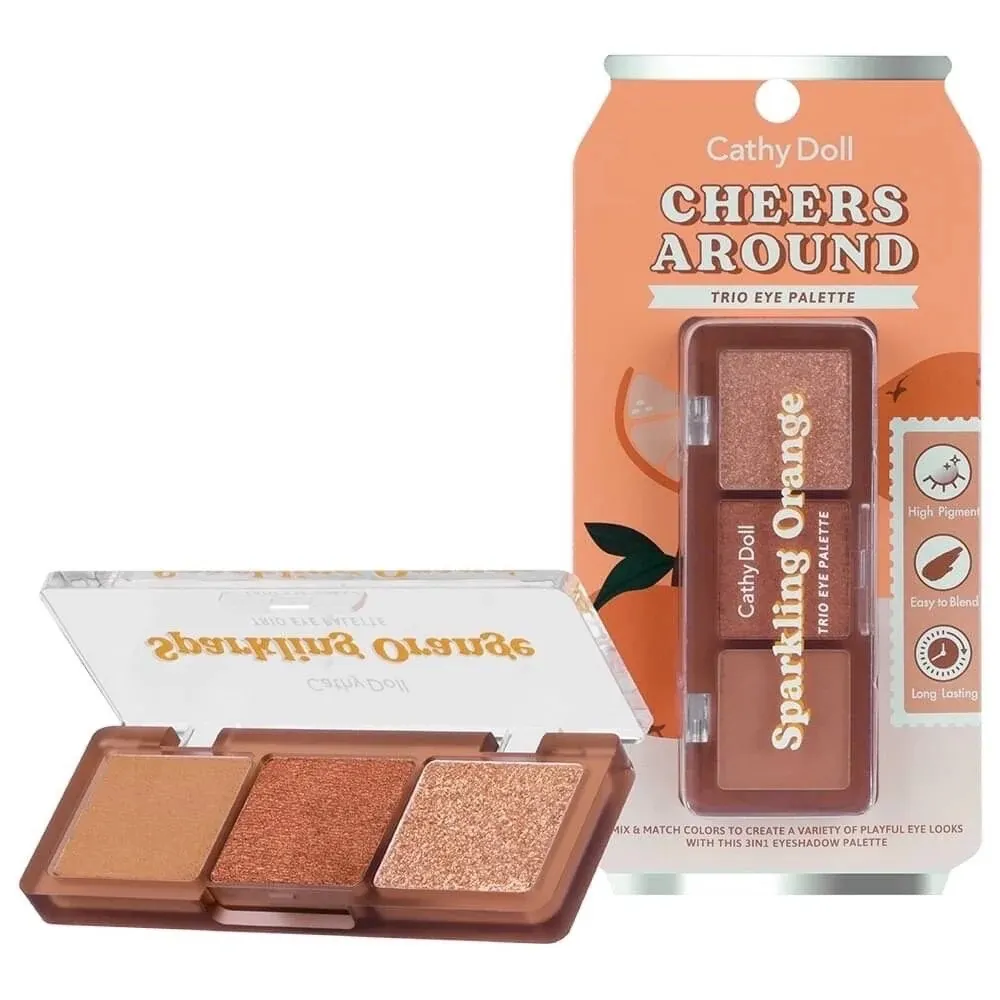 Cathy Doll
CHEERS
AROUND
TRIO EYE PALETTE
Cathy Doll
Sparkling Orange
TRIO EYE PALETTE
High Pigment
Easy to Blend
Long Lasting
MIX & MATCH COLORS TO CREATE A VARIETY OF PLAYFUL EYE LOOKS
WITH THIS 3IN1 EYESHADOW PALETTE
TRIO EYE PALETTE
Sparkling Orange
Cathy Doll